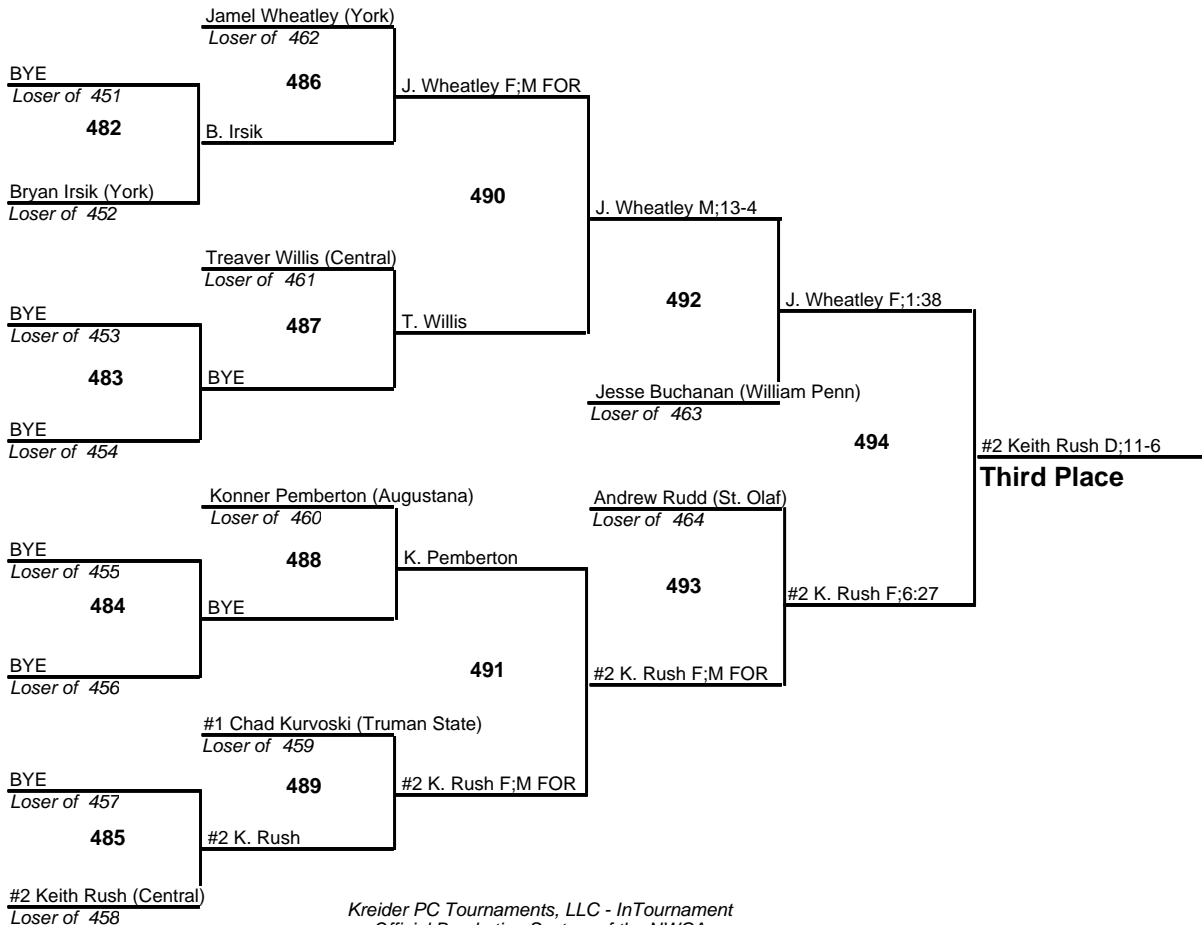 Jamel Wheatley (York)
Loser of 462
BYE
Loser of 451
486
J. Wheatley F;M FOR
482
B. Irsik
Bryan Irsik (York)
Loser of 452
490
J. Wheatley M;13-4
Treaver Willis (Central)
Loser of 461
BYE
Loser of 453
487
T. Willis
492
J. Wheatley F;1:38
483
BYE
Jesse Buchanan (William Penn)
Loser of 463
BYE
Loser of 454
494
#2 Keith Rush D;11-6
Third Place
Konner Pemberton (Augustana)
Loser of 460
Andrew Rudd (St. Olaf)
Loser of 464
BYE
Loser of 455
488
K. Pemberton
493
#2 K. Rush F;6:27
484
BYE
BYE
Loser of 456
491
#2 K. Rush F;M FOR
#1 Chad Kurvoski (Truman State)
Loser of 459
BYE
Loser of 457
489
#2 K. Rush F;M FOR
485
#2 K. Rush
#2 Keith Rush (Central)
Loser of 458
Kreider PC Tournaments, LLC - InTournament